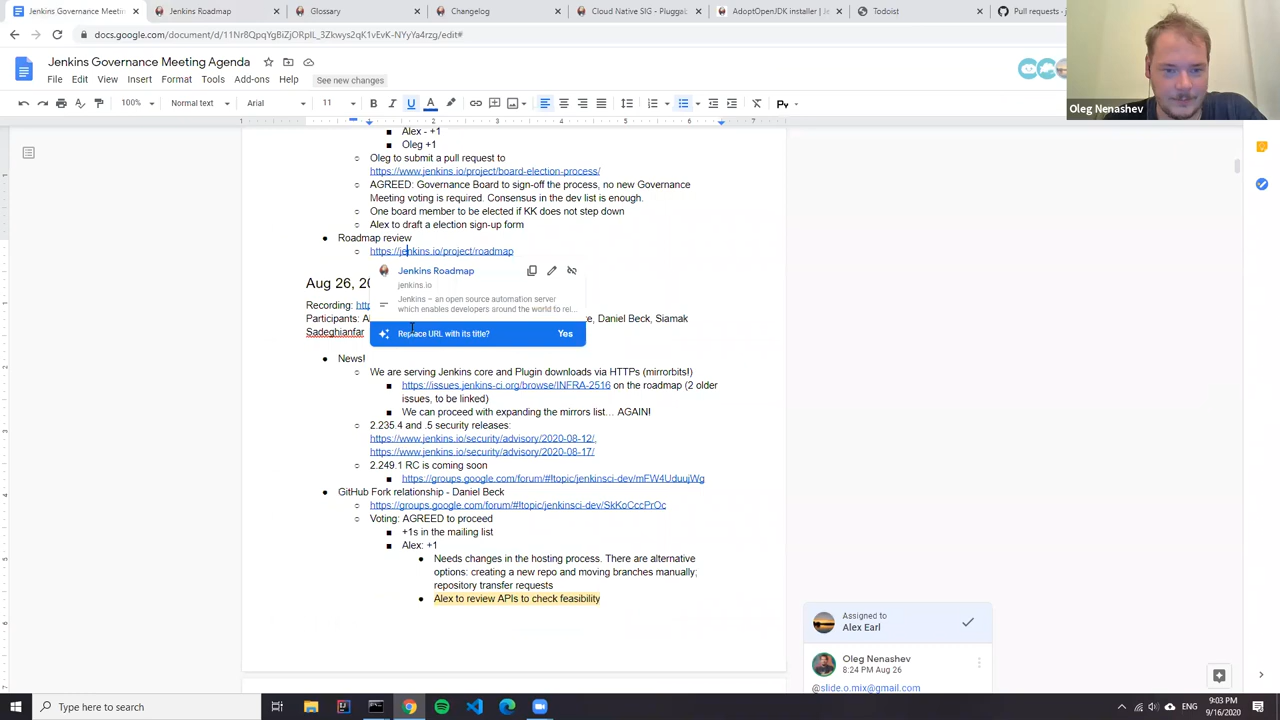 Jenkins Governance Meeting
Jenkins Roadmap
Glossary
Changelog
Cloud Native SIG - Pluggab
AdoptOpenJDK installer | Je
Todoist
Pull requests
docs.google.com/document/d/11Nr8QpqYgBiZjORpIL_3Zkwys2qK1vEvK-NYyYa4rzg/edit#
Oleg Nenashev
Jenkins Governance Meeting Agenda
File Edit View Insert Format Tools Add-ons Help See new changes
100% Normal text Arial 11
1 1 2 3 4 5 6 7
Alex - +1
Oleg +1
Oleg to submit a pull request to
https://www.jenkins.io/project/board-election-process/
AGREED: Governance Board to sign-off the process, no new Governance
Meeting voting is required. Consensus in the dev list is enough.
One board member to be elected if KK does not step down
Alex to draft a election sign-up form
Roadmap review
https://jenkins.io/project/roadmap
Jenkins Roadmap
jenkins.io
Jenkins – an open source automation server
which enables developers around the world to rel...
Replace URL with its title? Yes
Aug 26, 20
Recording: htt
Participants: A
e, Daniel Beck, Siamak
Sadeghianfar
News!
We are serving Jenkins core and Plugin downloads via HTTPs (mirrorbits!)
https://issues.jenkins-ci.org/browse/INFRA-2516 on the roadmap (2 older
issues, to be linked)
We can proceed with expanding the mirrors list… AGAIN!
2.235.4 and .5 security releases:
https://www.jenkins.io/security/advisory/2020-08-12/,
https://www.jenkins.io/security/advisory/2020-08-17/
2.249.1 RC is coming soon
https://groups.google.com/forum/#!topic/jenkinsci-dev/mFW4UduujWg
GitHub Fork relationship - Daniel Beck
https://groups.google.com/forum/#!topic/jenkinsci-dev/SkKoCccPrOc
Voting: AGREED to proceed
+1s in the mailing list
Alex: +1
Needs changes in the hosting process. There are alternative
options: creating a new repo and moving branches manually;
repository transfer requests
Alex to review APIs to check feasibility
Assigned to
Alex Earl
Oleg Nenashev
8:24 PM Aug 26
@slide.o.mix@gmail.com
Type here to search
ENG
9:03 PM
9/16/2020